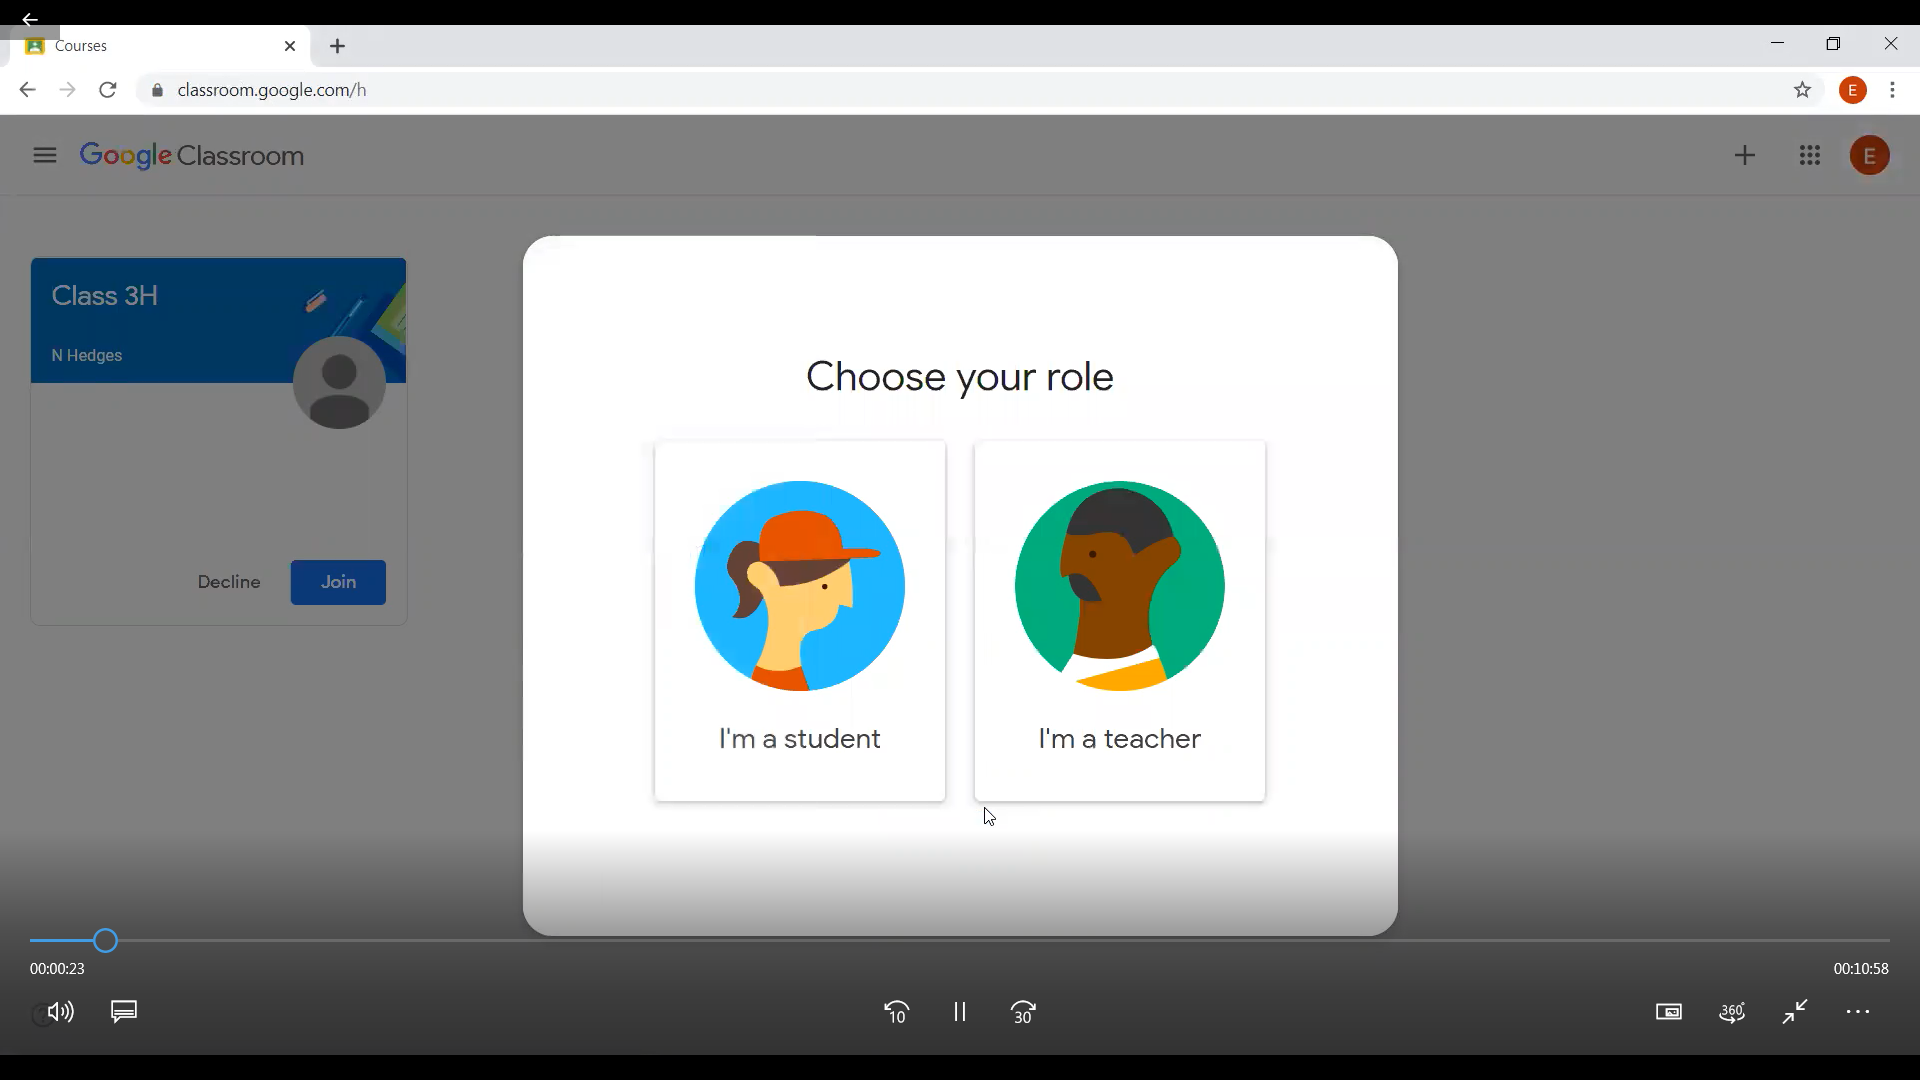 Courses
classroom.google.com/h
E
Google Classroom
E
Class 3H
N Hedges
Decline
Join
Choose your role
I'm a student
I'm a teacher
00:00:23
00:10:58
10
30
360°